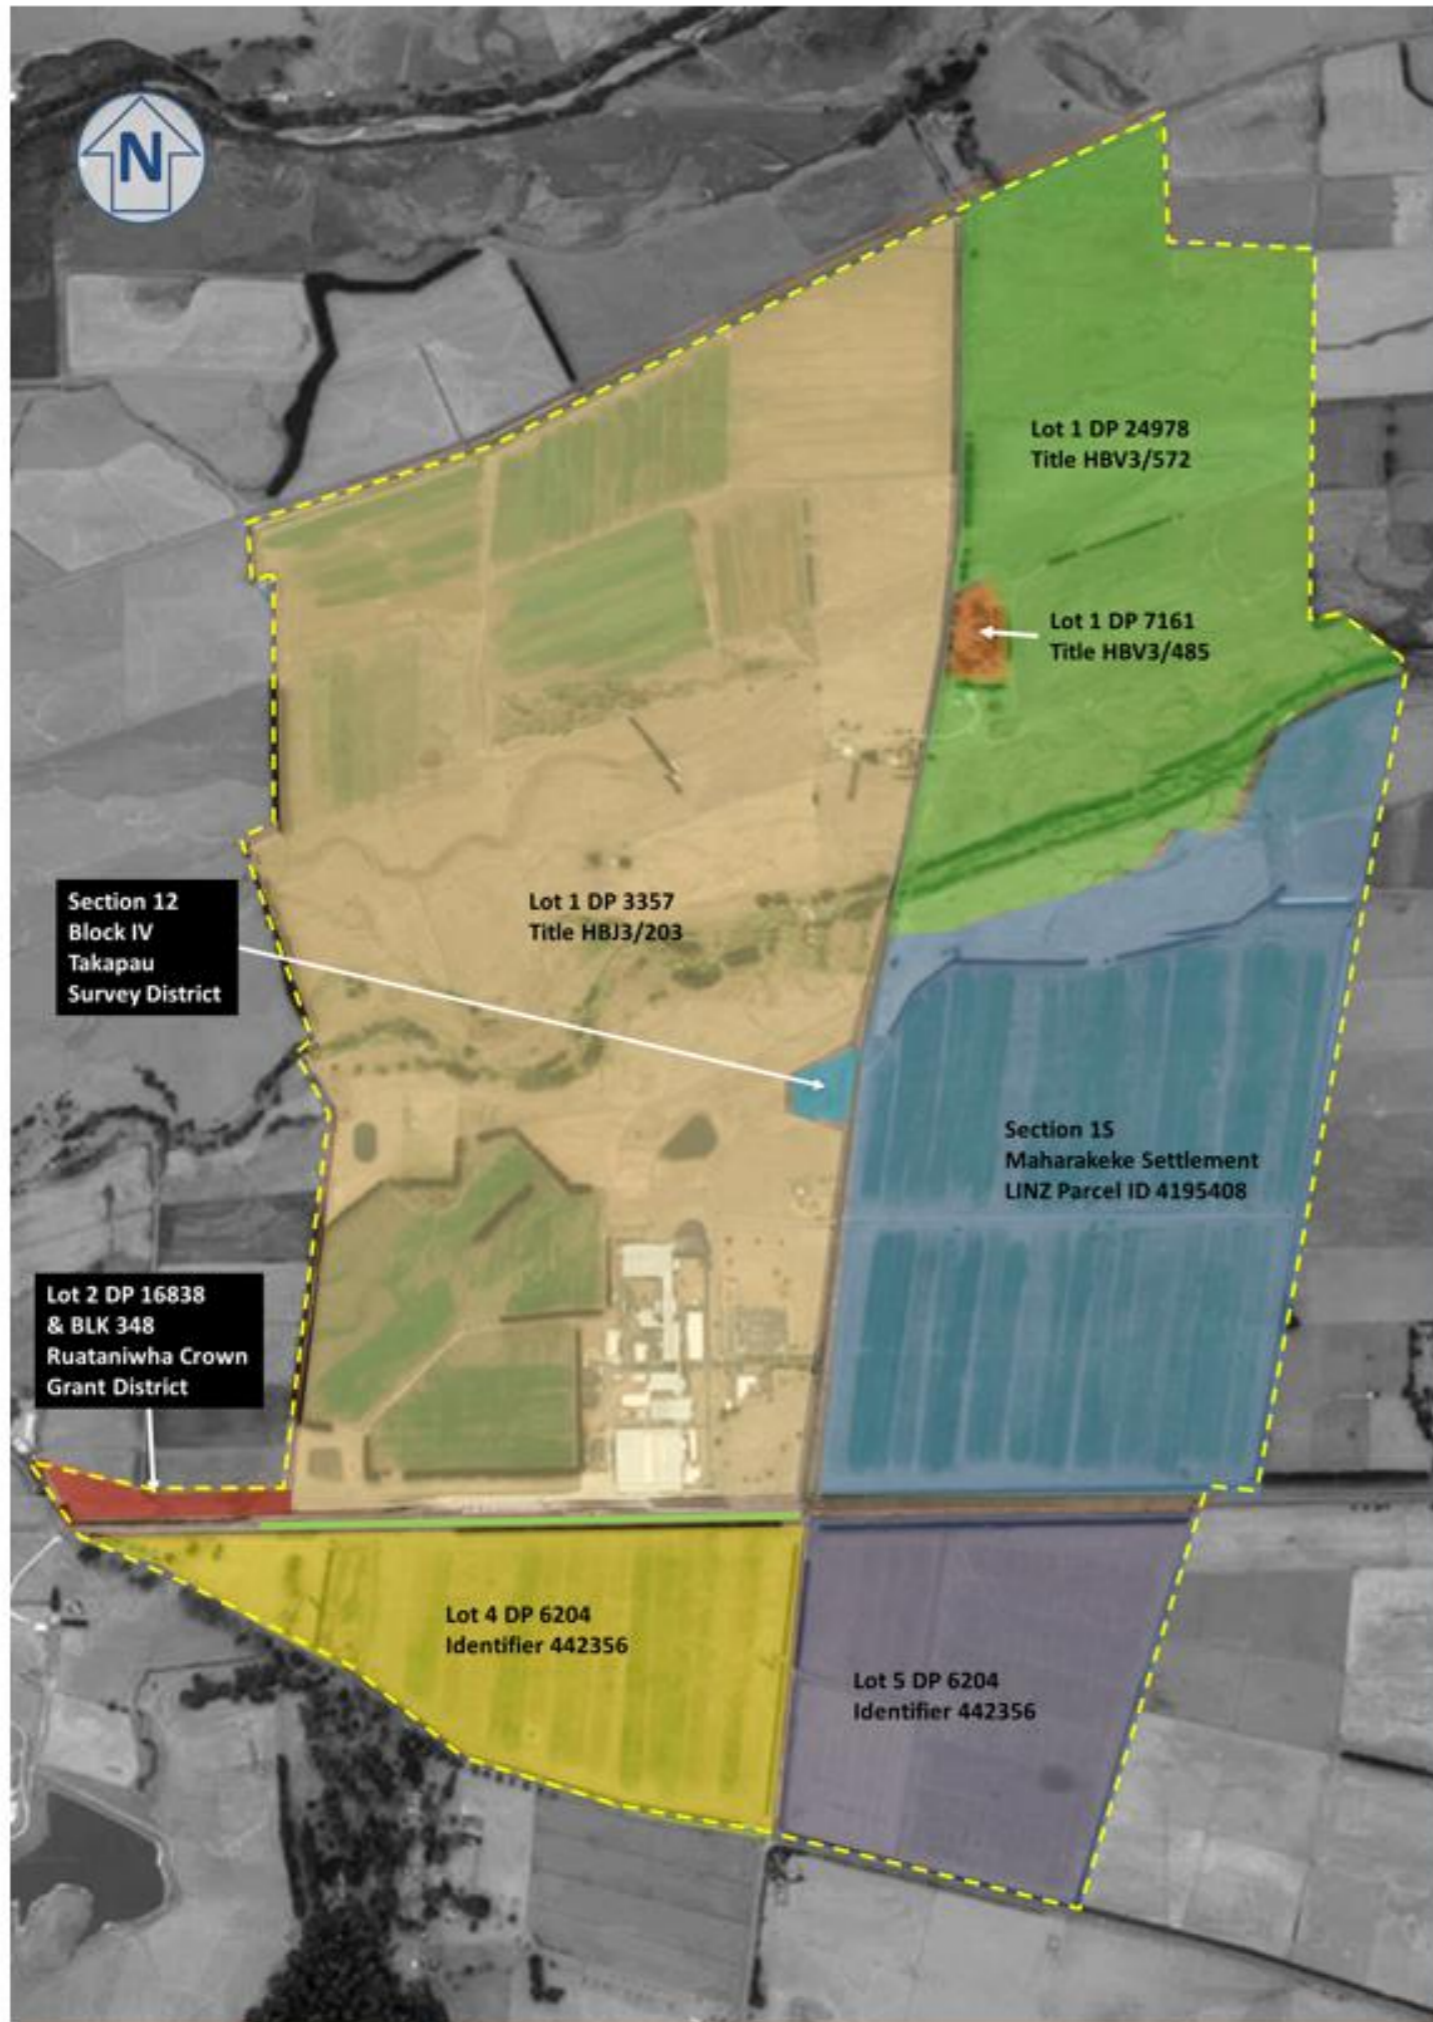 N
Lot 1 DP 24978
Title HBV3/572
Lot 1 DP 7161
Title HBV3/485
Section 12
Block IV
Takapau
Survey District
Lot 1 DP 3357
Title HBJ3/203
Section 15
Maharakeke Settlement
LINZ Parcel ID 4195408
Lot 2 DP 16838
& BLK 348
Ruataniwha Crown
Grant District
Lot 4 DP 6204
Identifier 442356
Lot 5 DP 6204
Identifier 442356